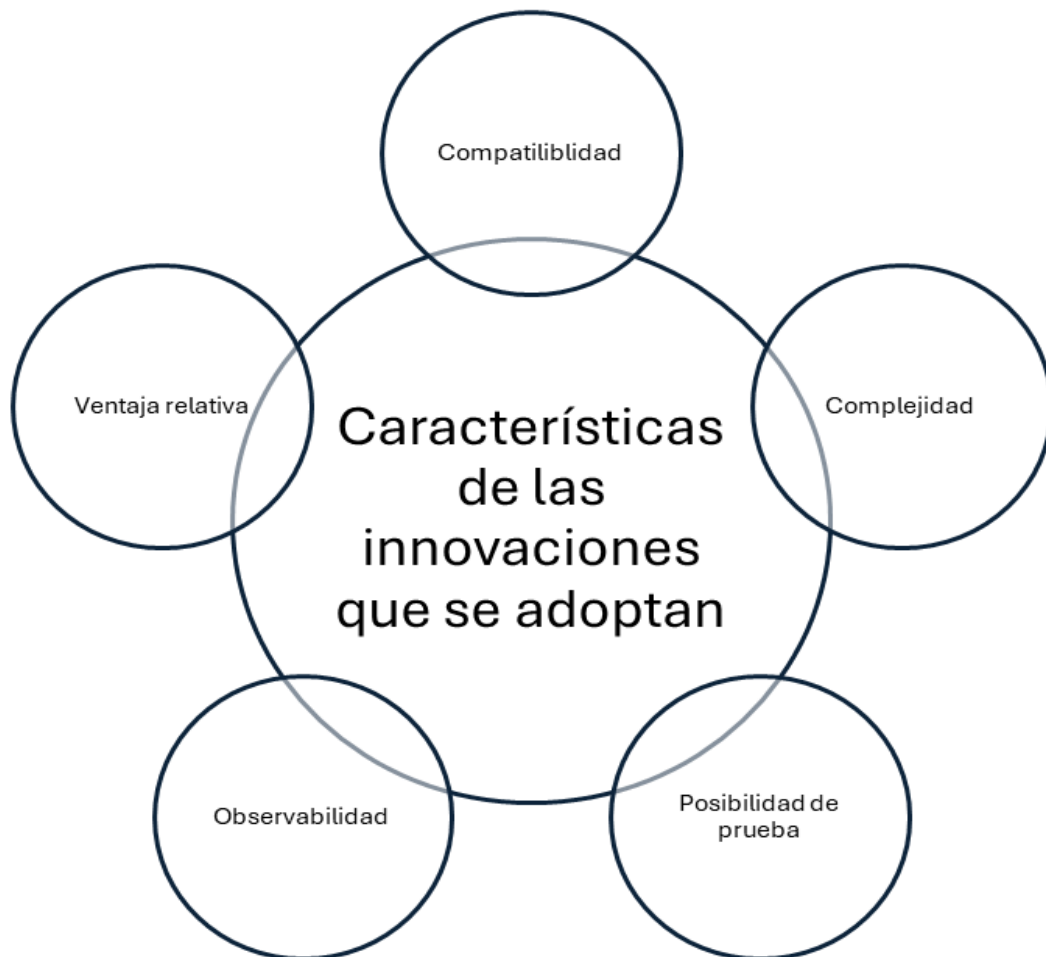 Compatiliblidad
Ventaja relativa
Complejidad
Características
de las
innovaciones
que se adoptan
Observabilidad
Posibilidad de
prueba